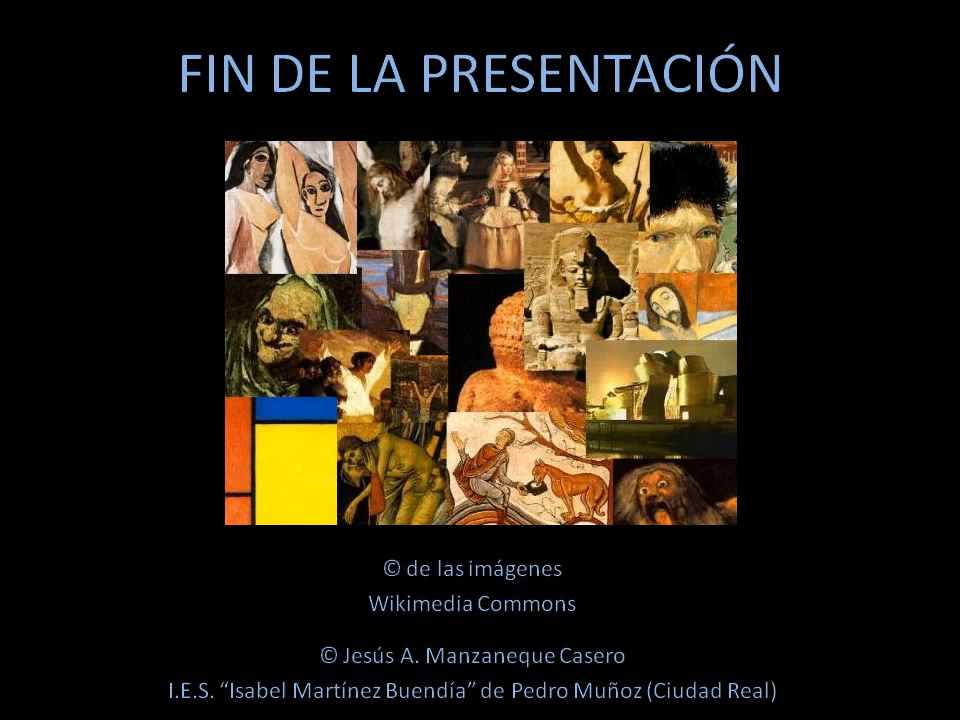 FIN DE LA PRESENTACIÓN
© de las imágenes
Wikimedia Commons
© Jesús A. Manzaneque Casero
I.E.S. “Isabel Martínez Buendía” de Pedro Muñoz (Ciudad Real)